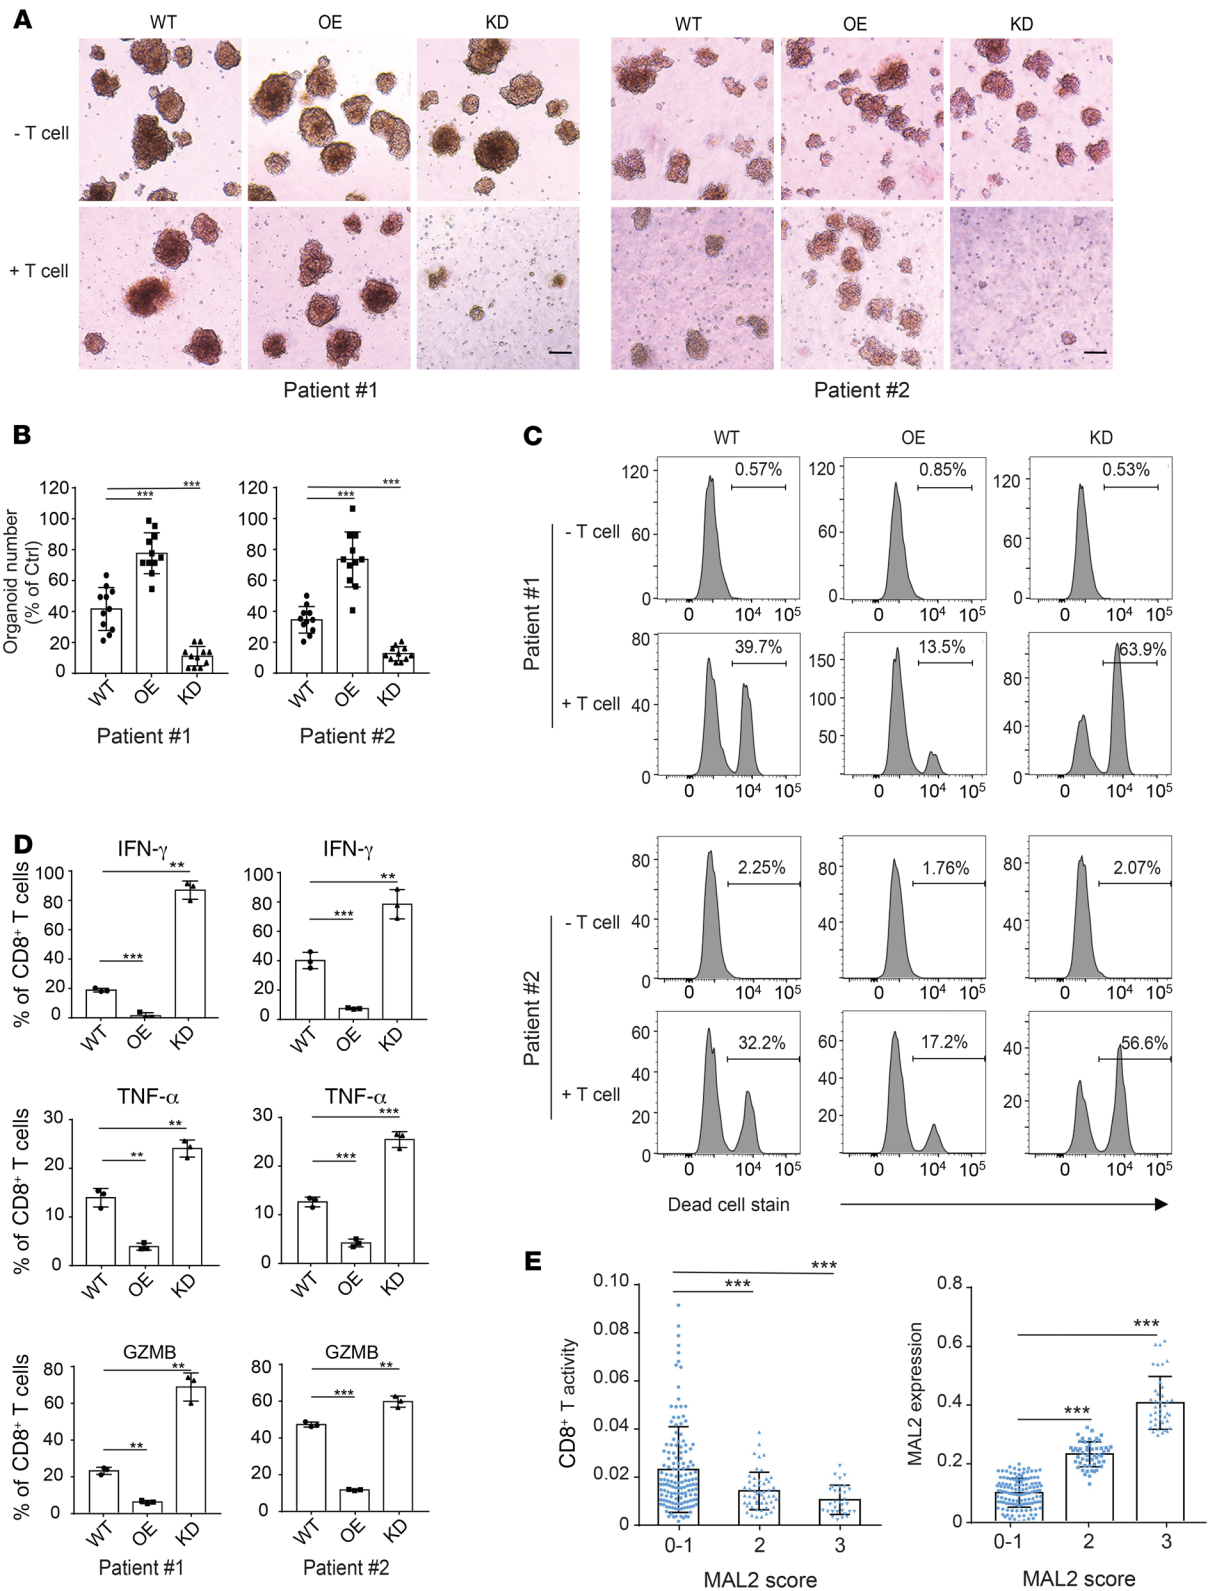 A
WT OE KD WT OE KD
- T cell
+ T cell
Patient #1 Patient #2
B
Organoid number
(% of Ctrl)
120 100 80 60 40 20 0
*** ***
WT OE KD
Patient #1
120 100 80 60 40 20 0
*** ***
WT OE KD
Patient #2
C
WT OE KD
Patient #1
- T cell
120 60 0
0.57%
0 10⁴ 10⁵
120 60 0
0.85%
0 10⁴ 10⁵
120 60 0
0.53%
0 10⁴ 10⁵
+ T cell
80 40 0
39.7%
0 10⁴ 10⁵
150 100 50
13.5%
0 10⁴ 10⁵
80 40 0
63.9%
0 10⁴ 10⁵
Patient #2
- T cell
80 40 0
2.25%
0 10⁴ 10⁵
80 40 0
1.76%
0 10⁴ 10⁵
80 40 0
2.07%
0 10⁴ 10⁵
+ T cell
60 40 20 0
32.2%
0 10⁴ 10⁵
60 40 20
17.2%
0 10⁴ 10⁵
40 20 0
56.6%
0 10⁴ 10⁵
Dead cell stain
D
IFN-γ
% of CD8⁺ T cells
100 80 60 40 20 0
*** **
WT OE KD
IFN-γ
100 80 60 40 20 0
*** **
WT OE KD
TNF-α
% of CD8⁺ T cells
30 20 10 0
** **
WT OE KD
TNF-α
30 20 10 0
*** ***
WT OE KD
GZMB
% of CD8⁺ T cells
80 60 40 20 0
** **
WT OE KD
Patient #1
GZMB
80 60 40 20 0
*** **
WT OE KD
Patient #2
E
CD8⁺ T activity
0.10 0.08 0.06 0.04 0.02 0
*** ***
0-1 2 3
MAL2 score
MAL2 expression
0.8 0.6 0.4 0.2 0
*** ***
0-1 2 3
MAL2 score